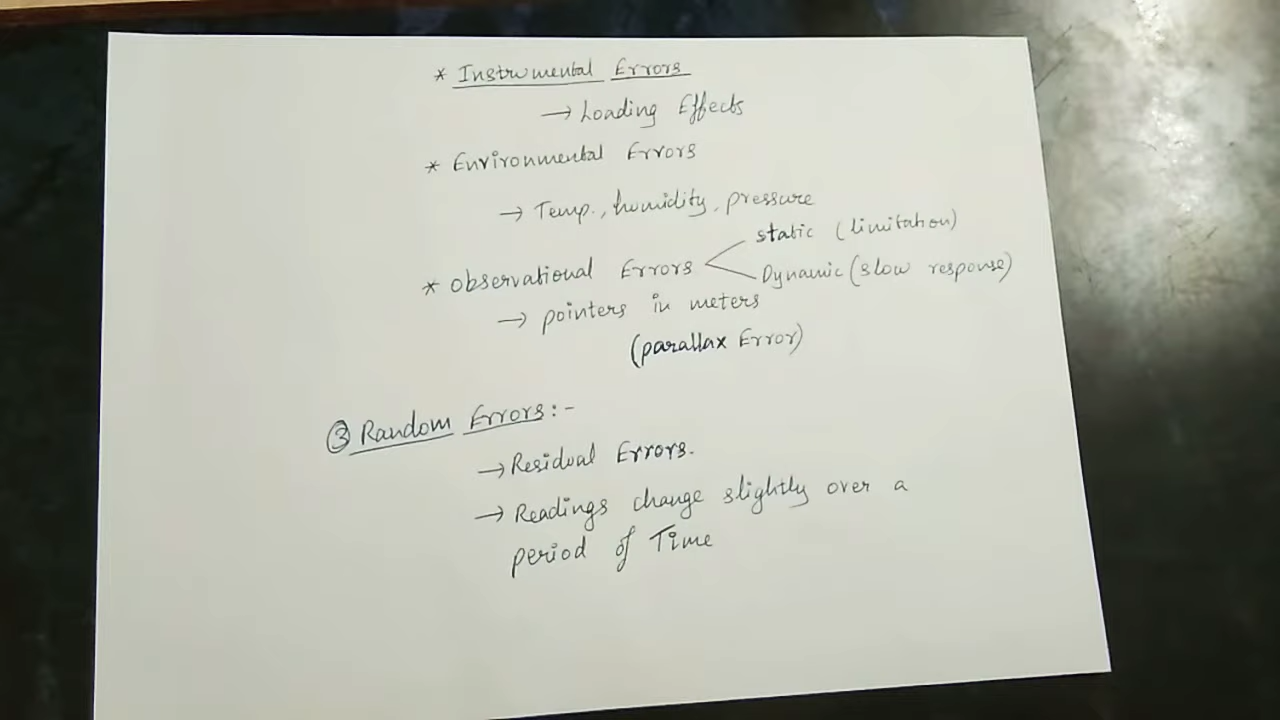 * Instrumental Errors
→ Loading Effects
* Environmental Errors
→ Temp., humidity, pressure
static (limitation)
* Observational Errors
Dynamic (slow response)
→ pointers in meters
(parallax Error)
③ Random Errors:-
→ Residual Errors.
→ Readings change slightly over a
period of Time